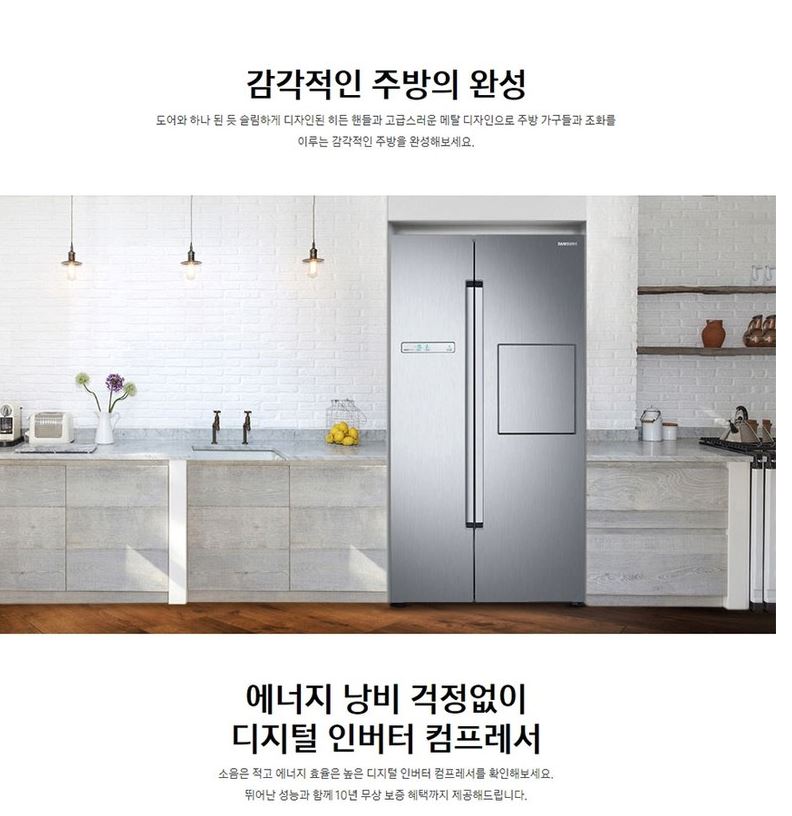 감각적인 주방의 완성
도어와 하나 된 듯 슬림하게 디자인된 히든 핸들과 고급스러운 메탈 디자인으로 주방 가구들과 조화를
이루는 감각적인 주방을 완성해보세요.
SAMSUNG
에너지 낭비 걱정없이
디지털 인버터 컴프레서
소음은 적고 에너지 효율은 높은 디지털 인버터 컴프레서를 확인해보세요.
뛰어난 성능과 함께 10년 무상 보증 혜택까지 제공해드립니다.